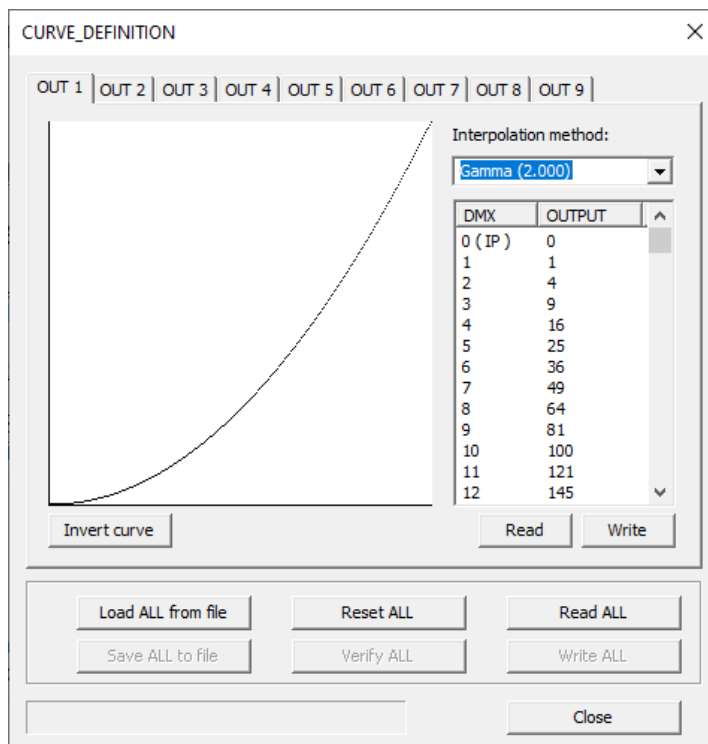 CURVE_DEFINITION
OUT 1 OUT 2 OUT 3 OUT 4 OUT 5 OUT 6 OUT 7 OUT 8 OUT 9
Interpolation method:
Gamma (2.000)
DMX OUTPUT
0 ( IP ) 0
1 1
2 4
3 9
4 16
5 25
6 36
7 49
8 64
9 81
10 100
11 121
12 145
Invert curve Read Write
Load ALL from file Reset ALL Read ALL
Save ALL to file Verify ALL Write ALL
Close